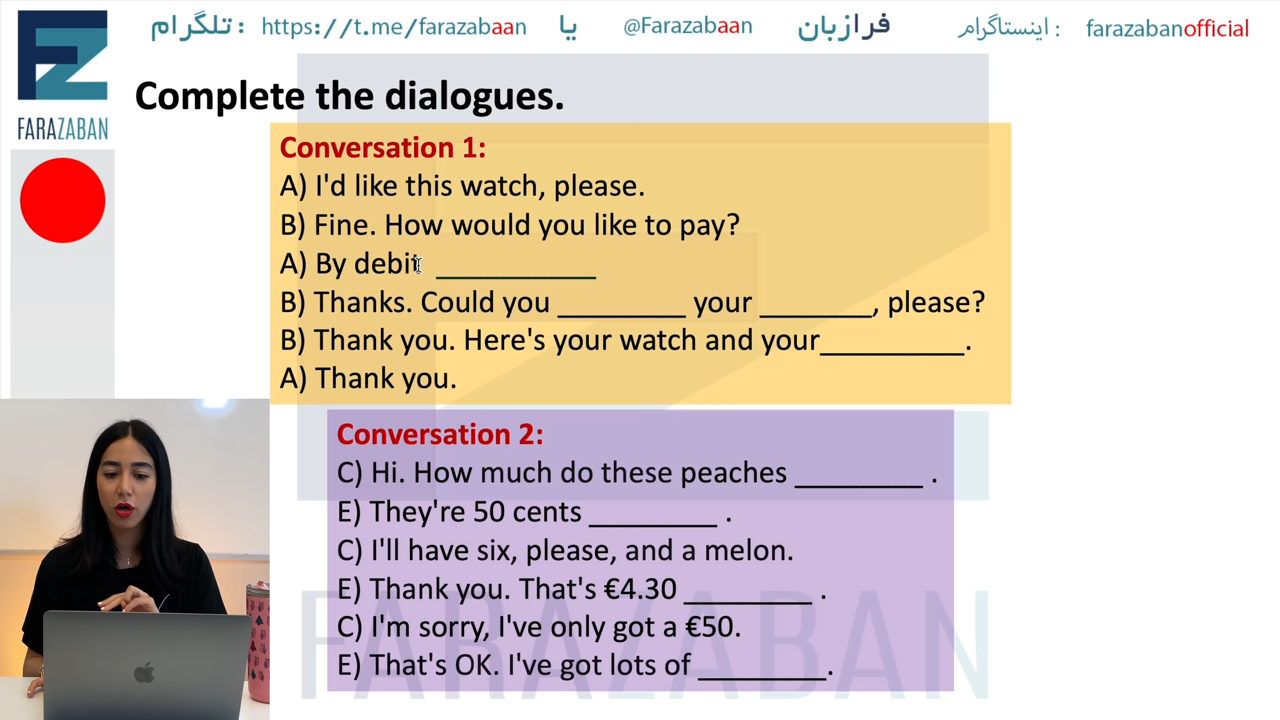 تلگرام : https://t.me/farazabaan یا @Farazabaan فرازبان اینستاگرام : farazabanofficial
FARAZABAN
Complete the dialogues.
Conversation 1:
A) I'd like this watch, please.
B) Fine. How would you like to pay?
A) By debit __________
B) Thanks. Could you ________ your _______, please?
B) Thank you. Here's your watch and your_________.
A) Thank you.
Conversation 2:
C) Hi. How much do these peaches ________ .
E) They're 50 cents ________ .
C) I'll have six, please, and a melon.
E) Thank you. That's €4.30 ________ .
C) I'm sorry, I've only got a €50.
E) That's OK. I've got lots of ________.
FARAZABAN